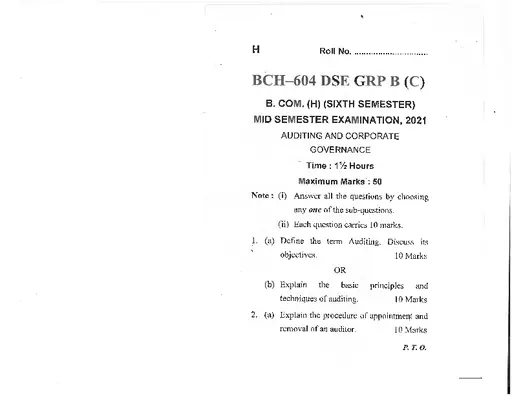 H Roll No. ..............................
BCH–604 DSE GRP B (C)
B. COM. (H) (SIXTH SEMESTER)
MID SEMESTER EXAMINATION, 2021
AUDITING AND CORPORATE
GOVERNANCE
Time : 1½ Hours
Maximum Marks : 50
Note : (i) Answer all the questions by choosing
any one of the sub-questions.
(ii) Each question carries 10 marks.
1. (a) Define the term Auditing. Discuss its
objectives. 10 Marks
OR
(b) Explain the basic principles and
techniques of auditing. 10 Marks
2. (a) Explain the procedure of appointment and
removal of an auditor. 10 Marks
P. T. O.